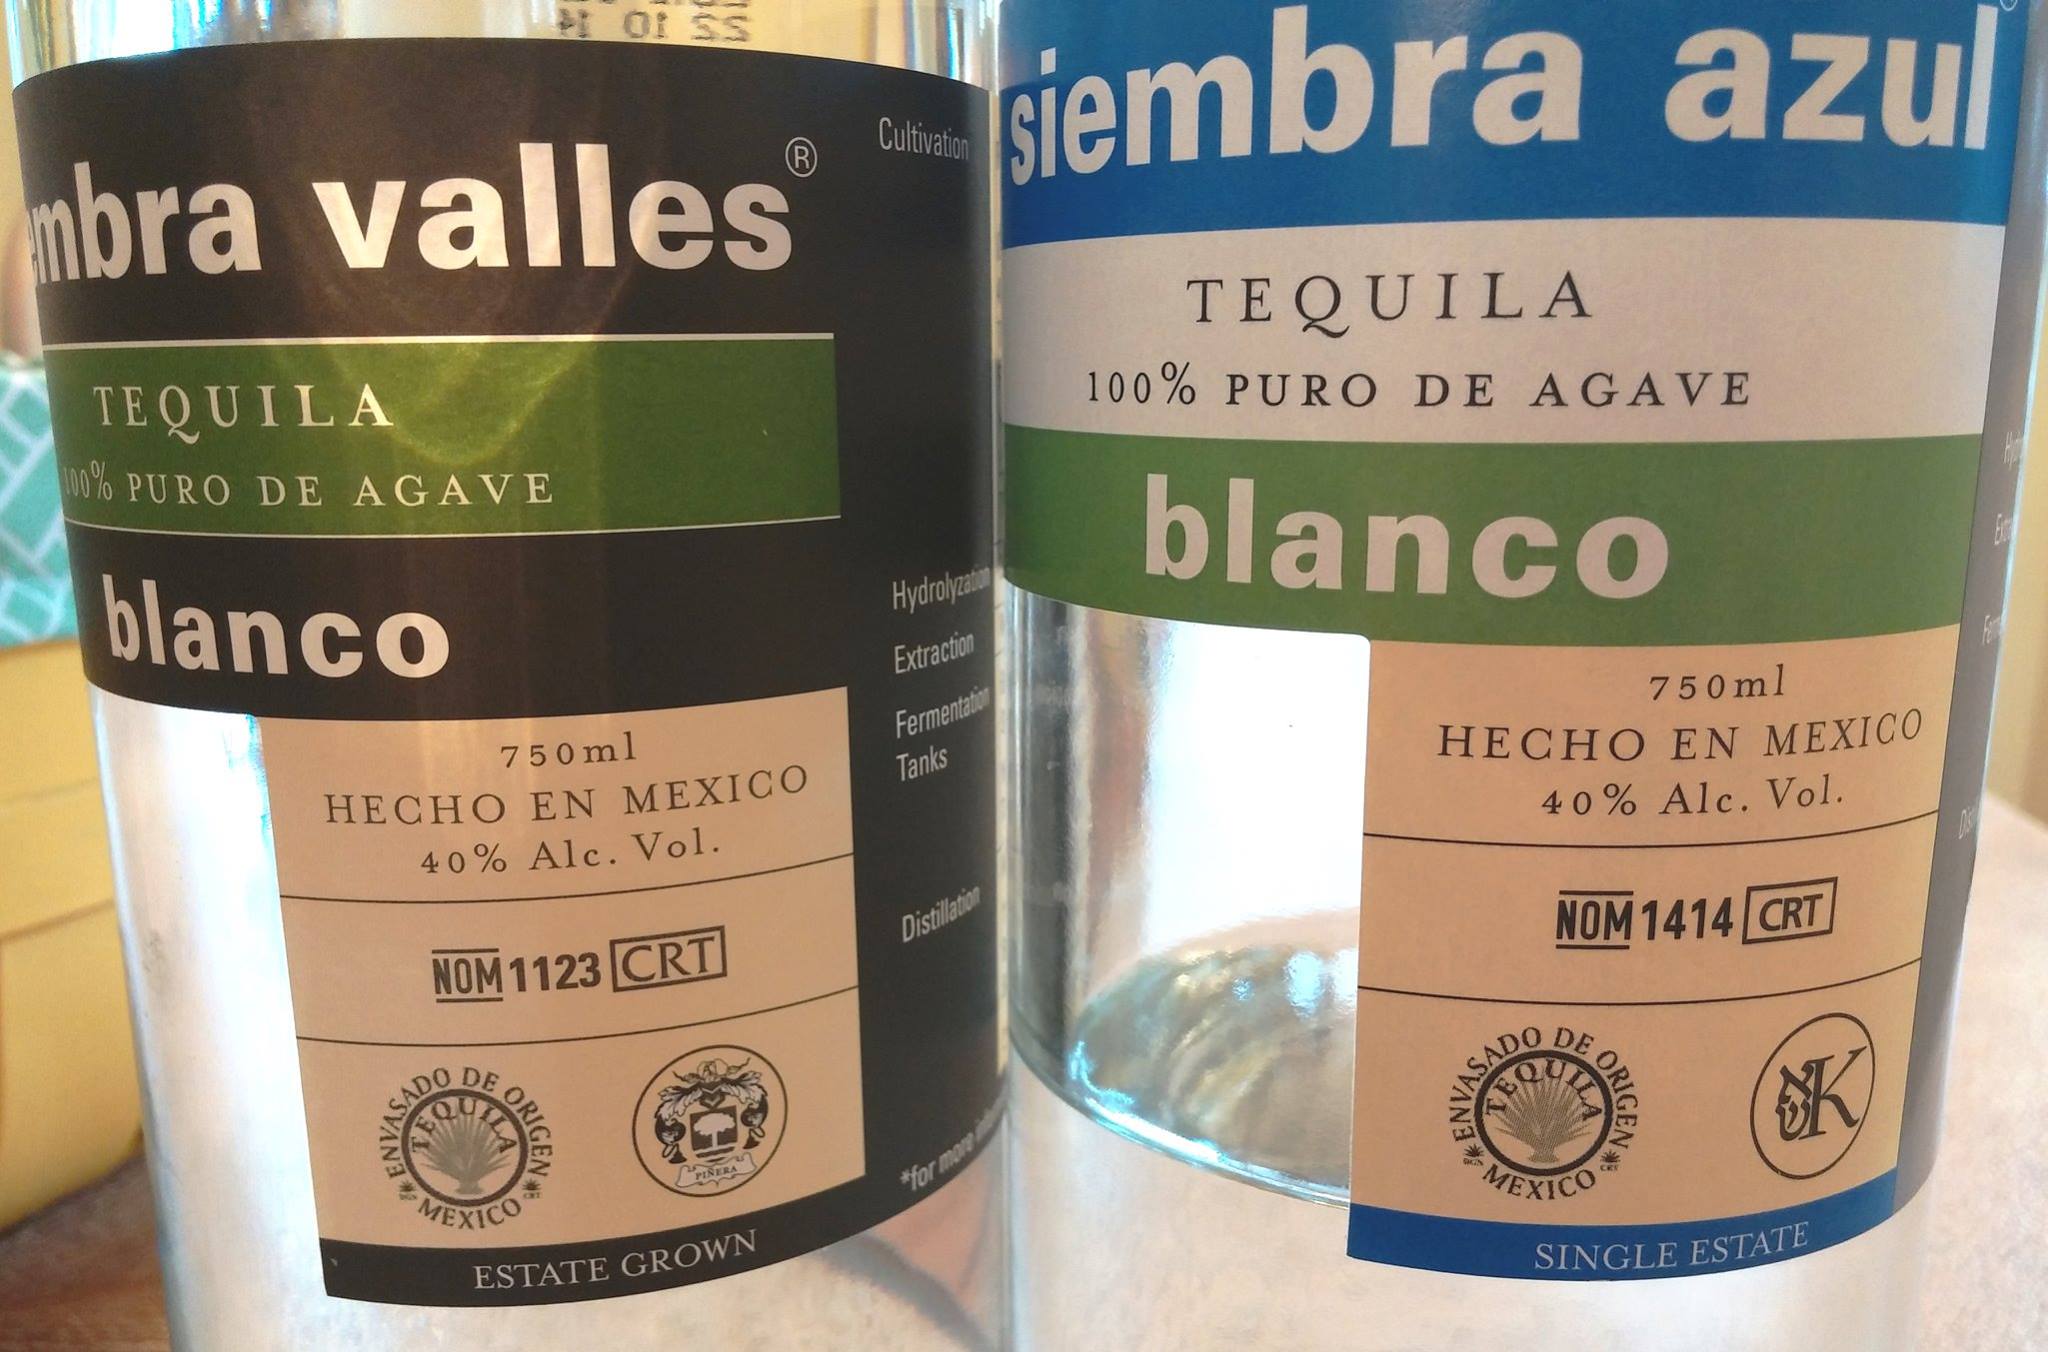 embra valles®
TEQUILA
100% PURO DE AGAVE
blanco
750ml
HECHO EN MEXICO
40% Alc. Vol.
NOM 1123 CRT
ENVASADO DE ORIGEN
TEQUILA
MEXICO
PIÑERA
ESTATE GROWN
Cultivation
Hydrolyzation
Extraction
Fermentation
Tanks
Distillation
*for more
siembra azul®
TEQUILA
100% PURO DE AGAVE
blanco
750ml
HECHO EN MEXICO
40% Alc. Vol.
NOM 1414 CRT
ENVASADO DE ORIGEN
TEQUILA
MEXICO
SINGLE ESTATE